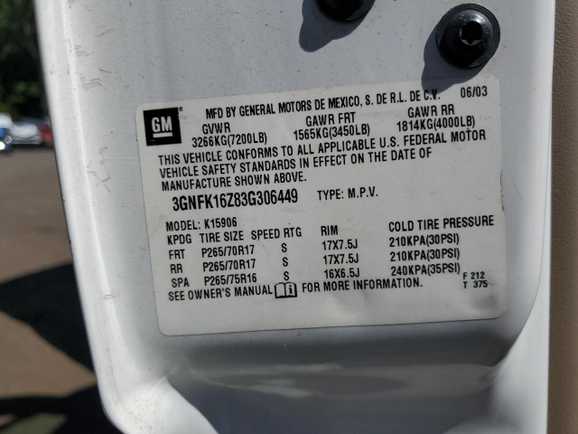 GM
MFD BY GENERAL MOTORS DE MEXICO, S. DE R.L. DE C.V. 06/03
GVWR GAWR FRT GAWR RR
3266KG(7200LB) 1565KG(3450LB) 1814KG(4000LB)
THIS VEHICLE CONFORMS TO ALL APPLICABLE U.S. FEDERAL MOTOR
VEHICLE SAFETY STANDARDS IN EFFECT ON THE DATE OF
MANUFACTURE SHOWN ABOVE.
3GNFK16Z83G306449 TYPE: M.P.V.
MODEL: K15906
KPDG TIRE SIZE SPEED RTG RIM COLD TIRE PRESSURE
FRT P265/70R17 S 17X7.5J 210KPA(30PSI)
RR P265/70R17 S 17X7.5J 210KPA(30PSI)
SPA P265/75R16 S 16X6.5J 240KPA(35PSI)
SEE OWNER'S MANUAL FOR MORE INFORMATION.
F 212
T 375